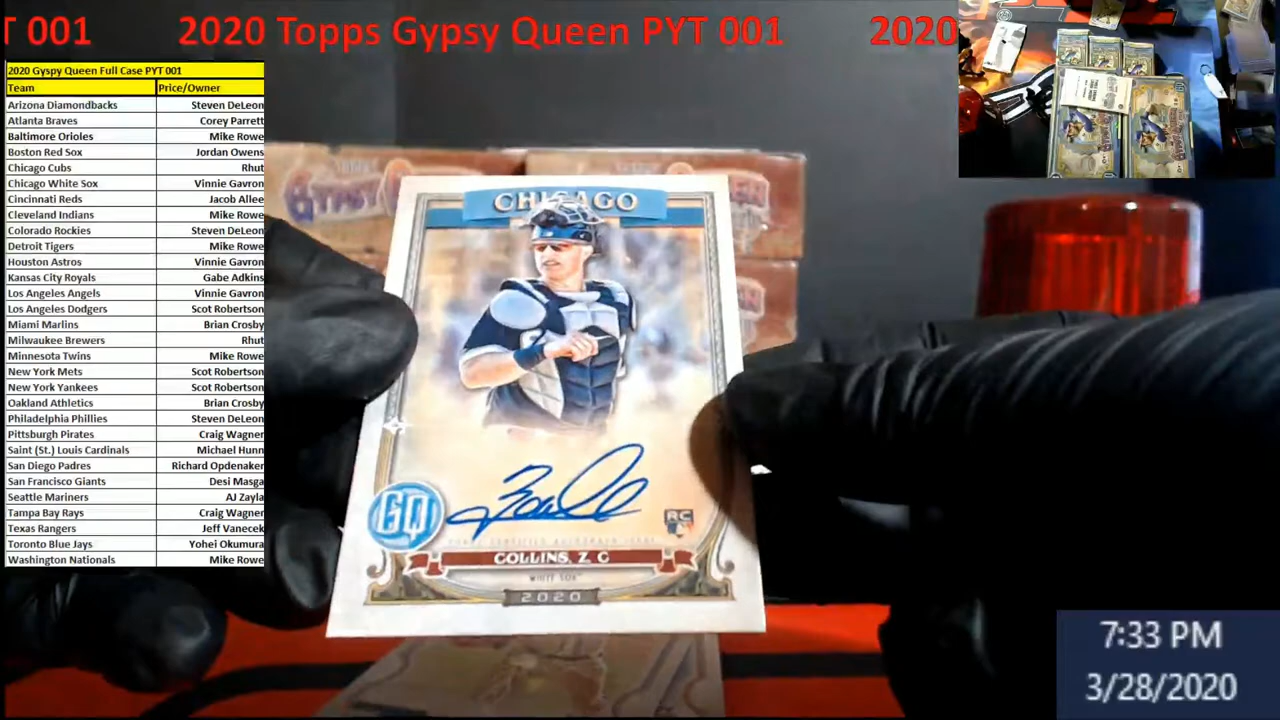 T 001 2020 Topps Gypsy Queen PYT 001 2020
2020 Gyspy Queen Full Case PYT 001
Team Price/Owner
Arizona Diamondbacks Steven DeLeon
Atlanta Braves Corey Parrett
Baltimore Orioles Mike Rowe
Boston Red Sox Jordan Owens
Chicago Cubs Rhut
Chicago White Sox Vinnie Gavron
Cincinnati Reds Jacob Allee
Cleveland Indians Mike Rowe
Colorado Rockies Steven DeLeon
Detroit Tigers Mike Rowe
Houston Astros Vinnie Gavron
Kansas City Royals Gabe Adkins
Los Angeles Angels Vinnie Gavron
Los Angeles Dodgers Scot Robertson
Miami Marlins Brian Crosby
Milwaukee Brewers Rhut
Minnesota Twins Mike Rowe
New York Mets Scot Robertson
New York Yankees Scot Robertson
Oakland Athletics Brian Crosby
Philadelphia Phillies Steven DeLeon
Pittsburgh Pirates Craig Wagner
Saint (St.) Louis Cardinals Michael Hunn
San Diego Padres Richard Opdenaker
San Francisco Giants Desi Masga
Seattle Mariners AJ Zayla
Tampa Bay Rays Craig Wagner
Texas Rangers Jeff Vanecek
Toronto Blue Jays Yohei Okumura
Washington Nationals Mike Rowe
CHICAGO
GQ
RC
COLLINS, Z. C
WHITE SOX
2020
7:33 PM
3/28/2020